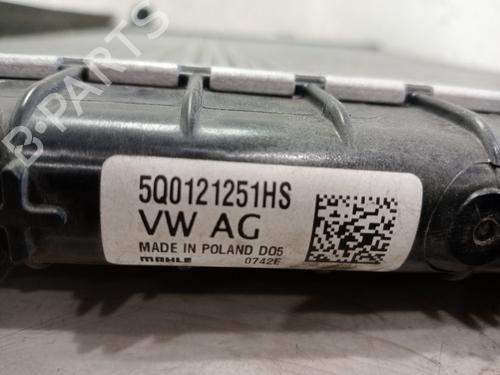 B-PARTS
5Q0121251HS
VW AG
MADE IN POLAND D05
MAHLE 0742E